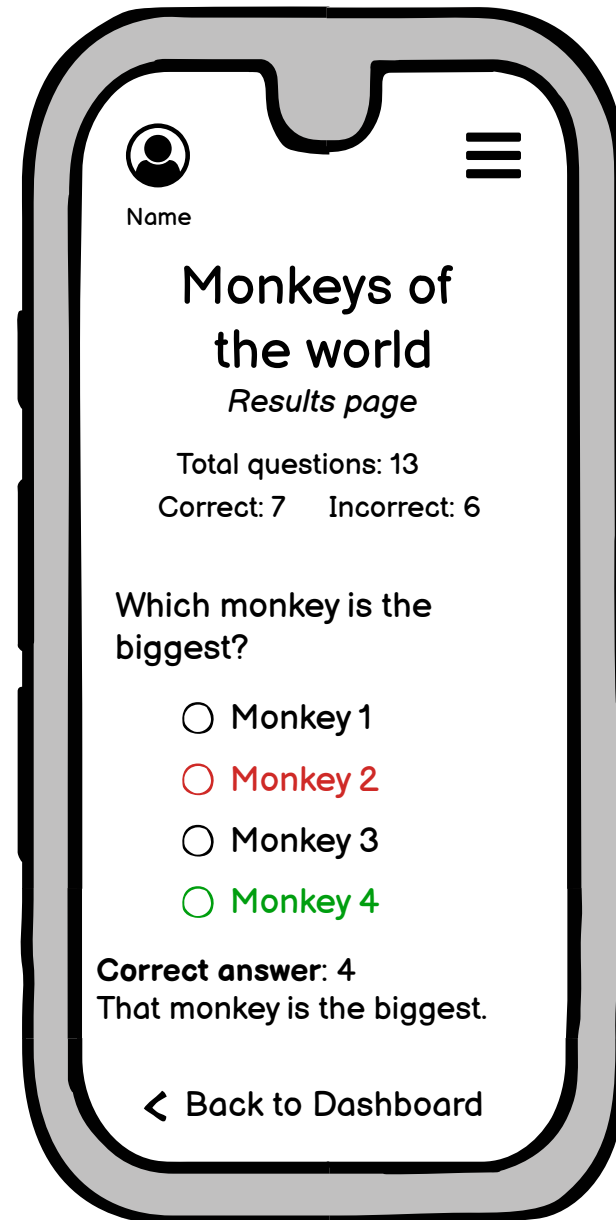 Name
Monkeys of
the world
Results page
Total questions: 13
Correct: 7 Incorrect: 6
Which monkey is the
biggest?
Monkey 1
Monkey 2
Monkey 3
Monkey 4
Correct answer: 4
That monkey is the biggest.
Back to Dashboard